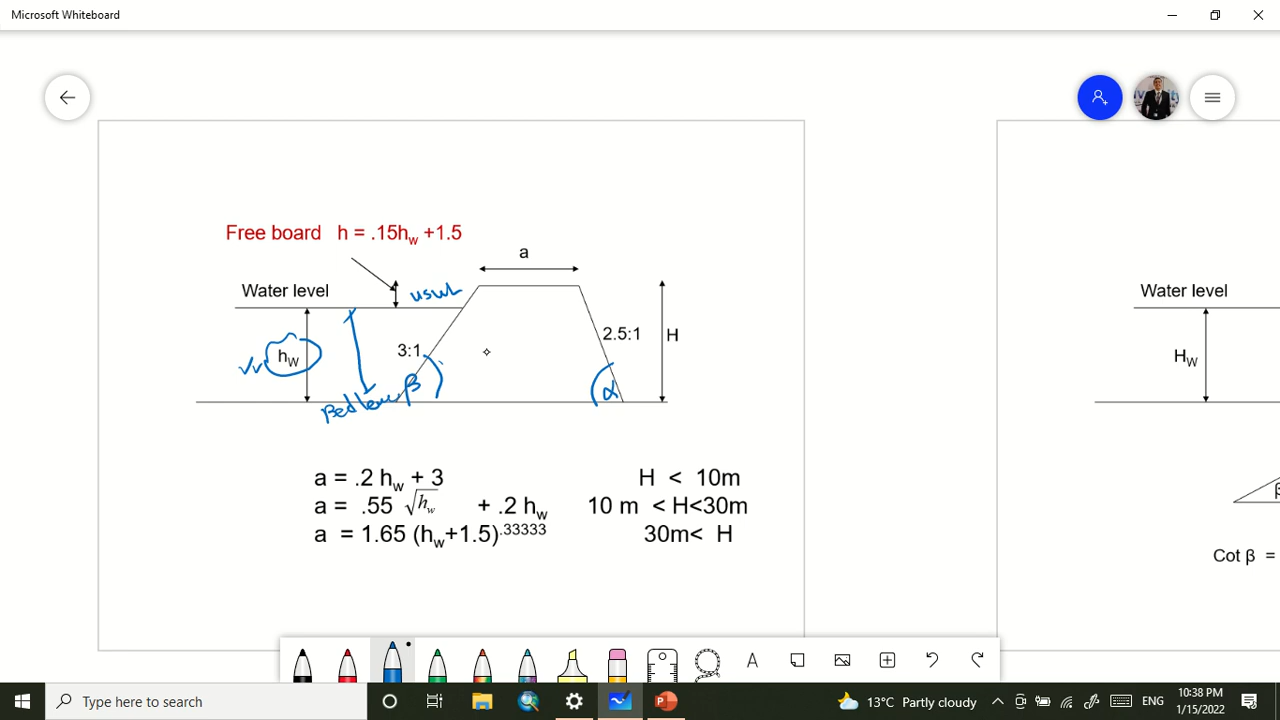 Microsoft Whiteboard
Free board h = .15hw +1.5
a
Water level
Water level
2.5:1
H
3:1
hw
Hw
β
α
Bed level
a = .2 hw + 3 H < 10m
a = .55 √hw + .2 hw 10 m < H<30m
a = 1.65 (hw+1.5).33333 30m< H
β
Cot β =
A
Type here to search
13°C Partly cloudy
ENG
10:38 PM
1/15/2022